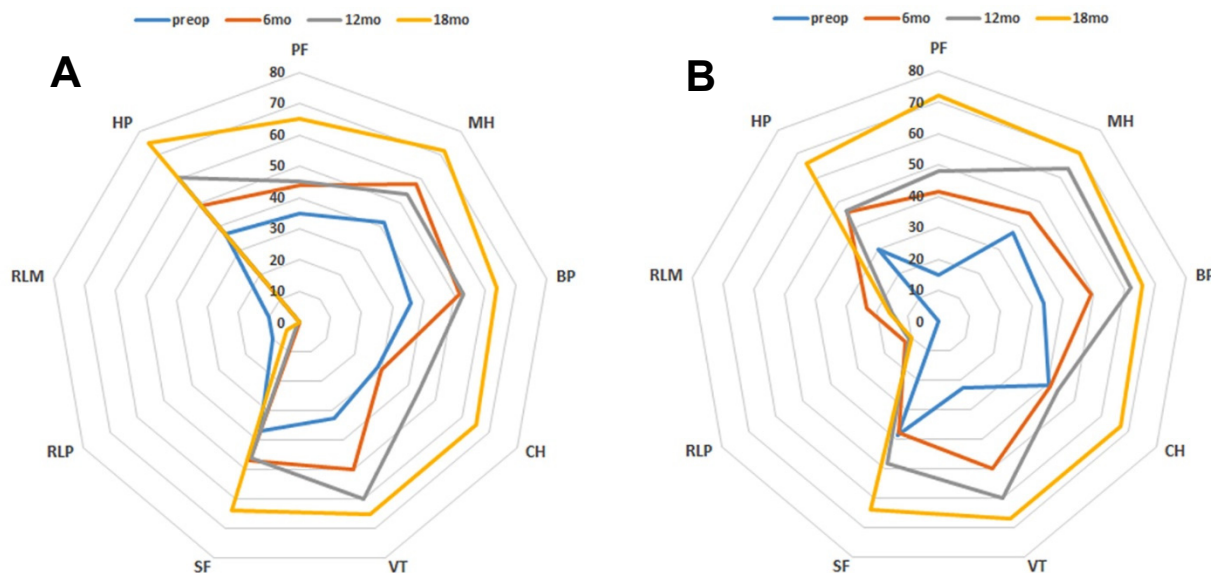 preop 6mo 12mo 18mo
A
PF
MH
BP
CH
VT
SF
RLP
RLM
HP
80
70
60
50
40
30
20
10
0
preop 6mo 12mo 18mo
B
PF
MH
BP
CH
VT
SF
RLP
RLM
HP
80
70
60
50
40
30
20
10
0